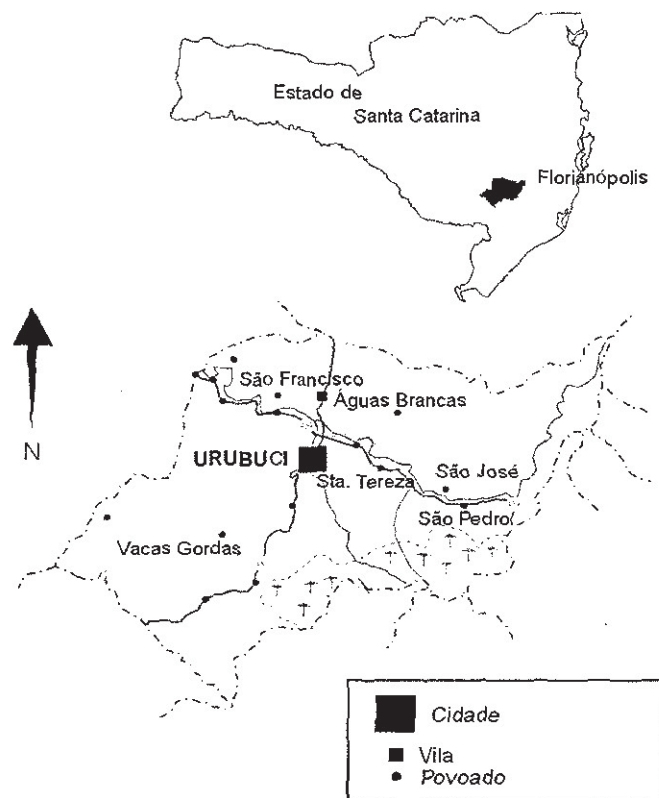 Estado de
Santa Catarina
Florianópolis
N
São Francisco
Águas Brancas
URUBUCI
Sta. Tereza
São José
São Pedro
Vacas Gordas
Cidade
Vila
Povoado